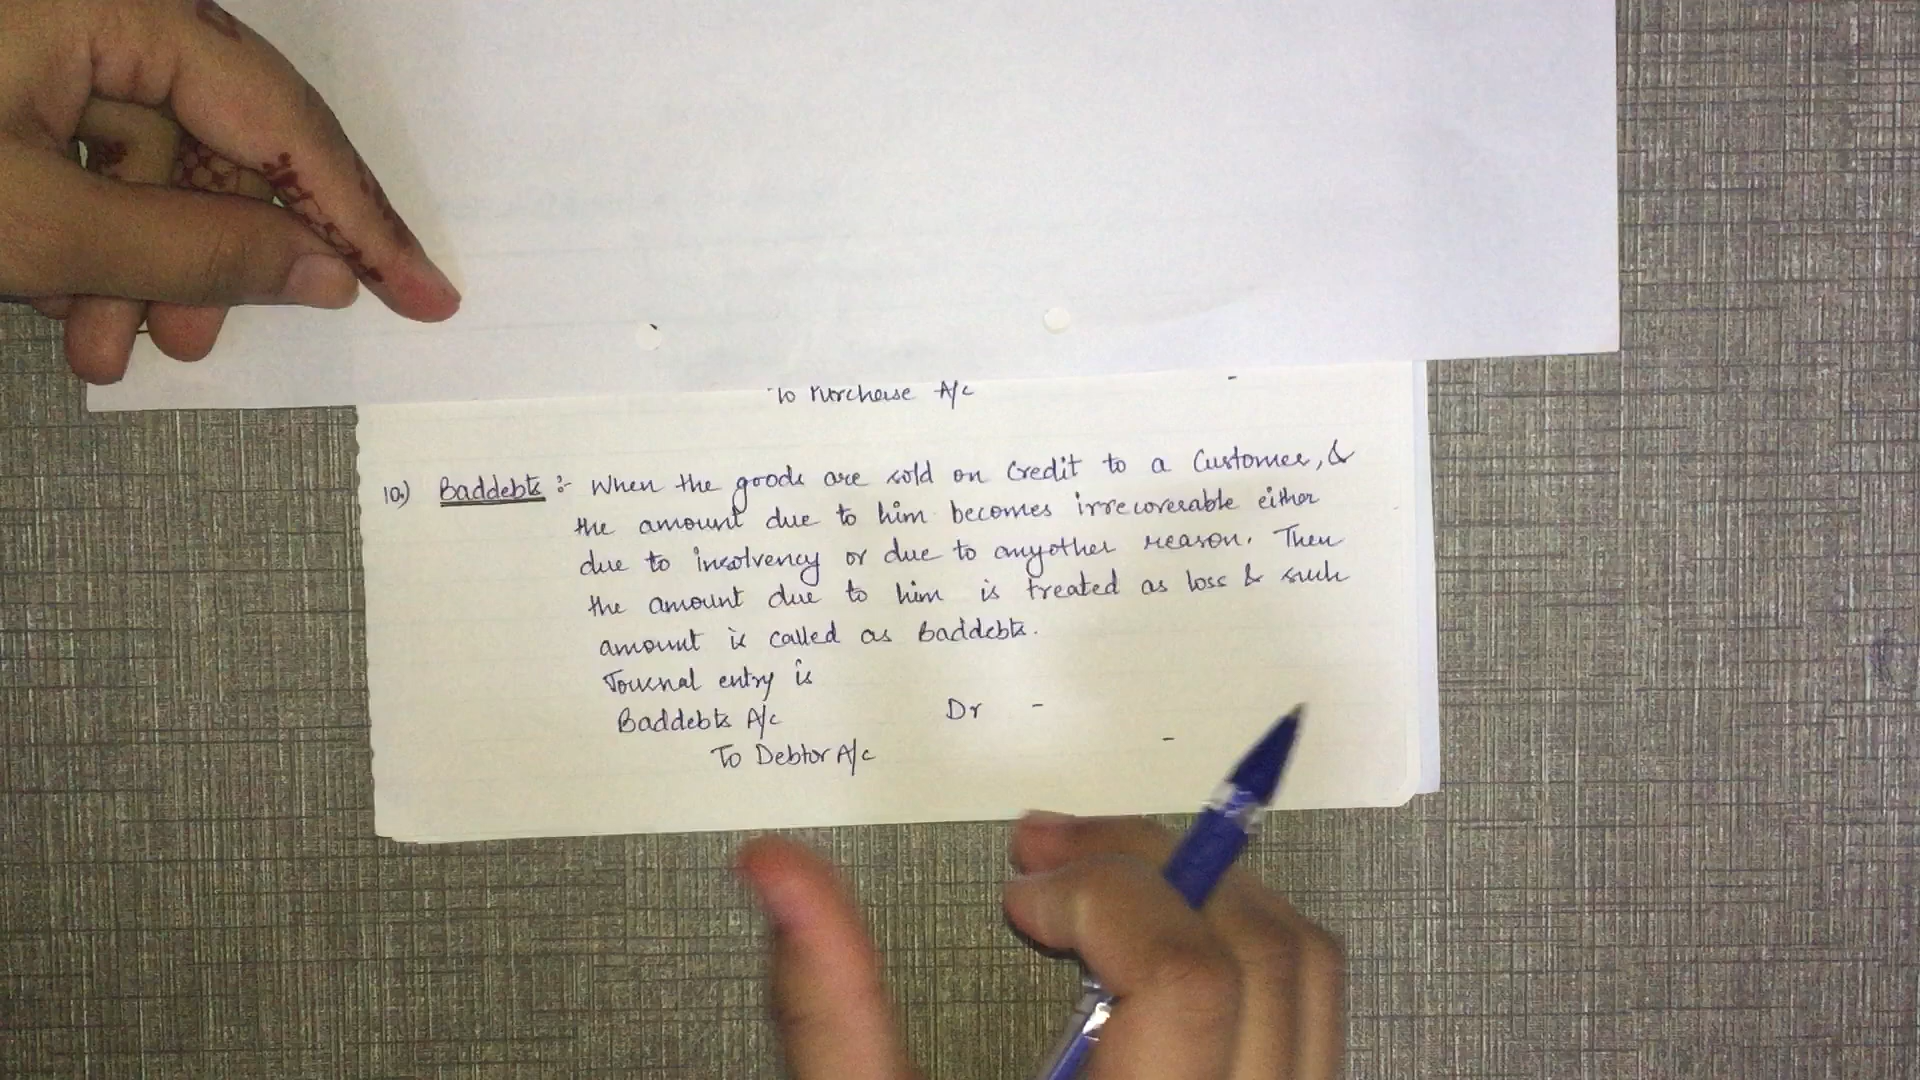 To Purchase A/c -
10.) Baddebts :- When the goods are sold on Credit to a Customer, &
the amount due to him becomes irrecoverable either
due to insolvency or due to anyother reason. Then
the amount due to him is treated as loss & such
amount is called as Baddebts.
Journal entry is
Baddebts A/c Dr -
To Debtor A/c -